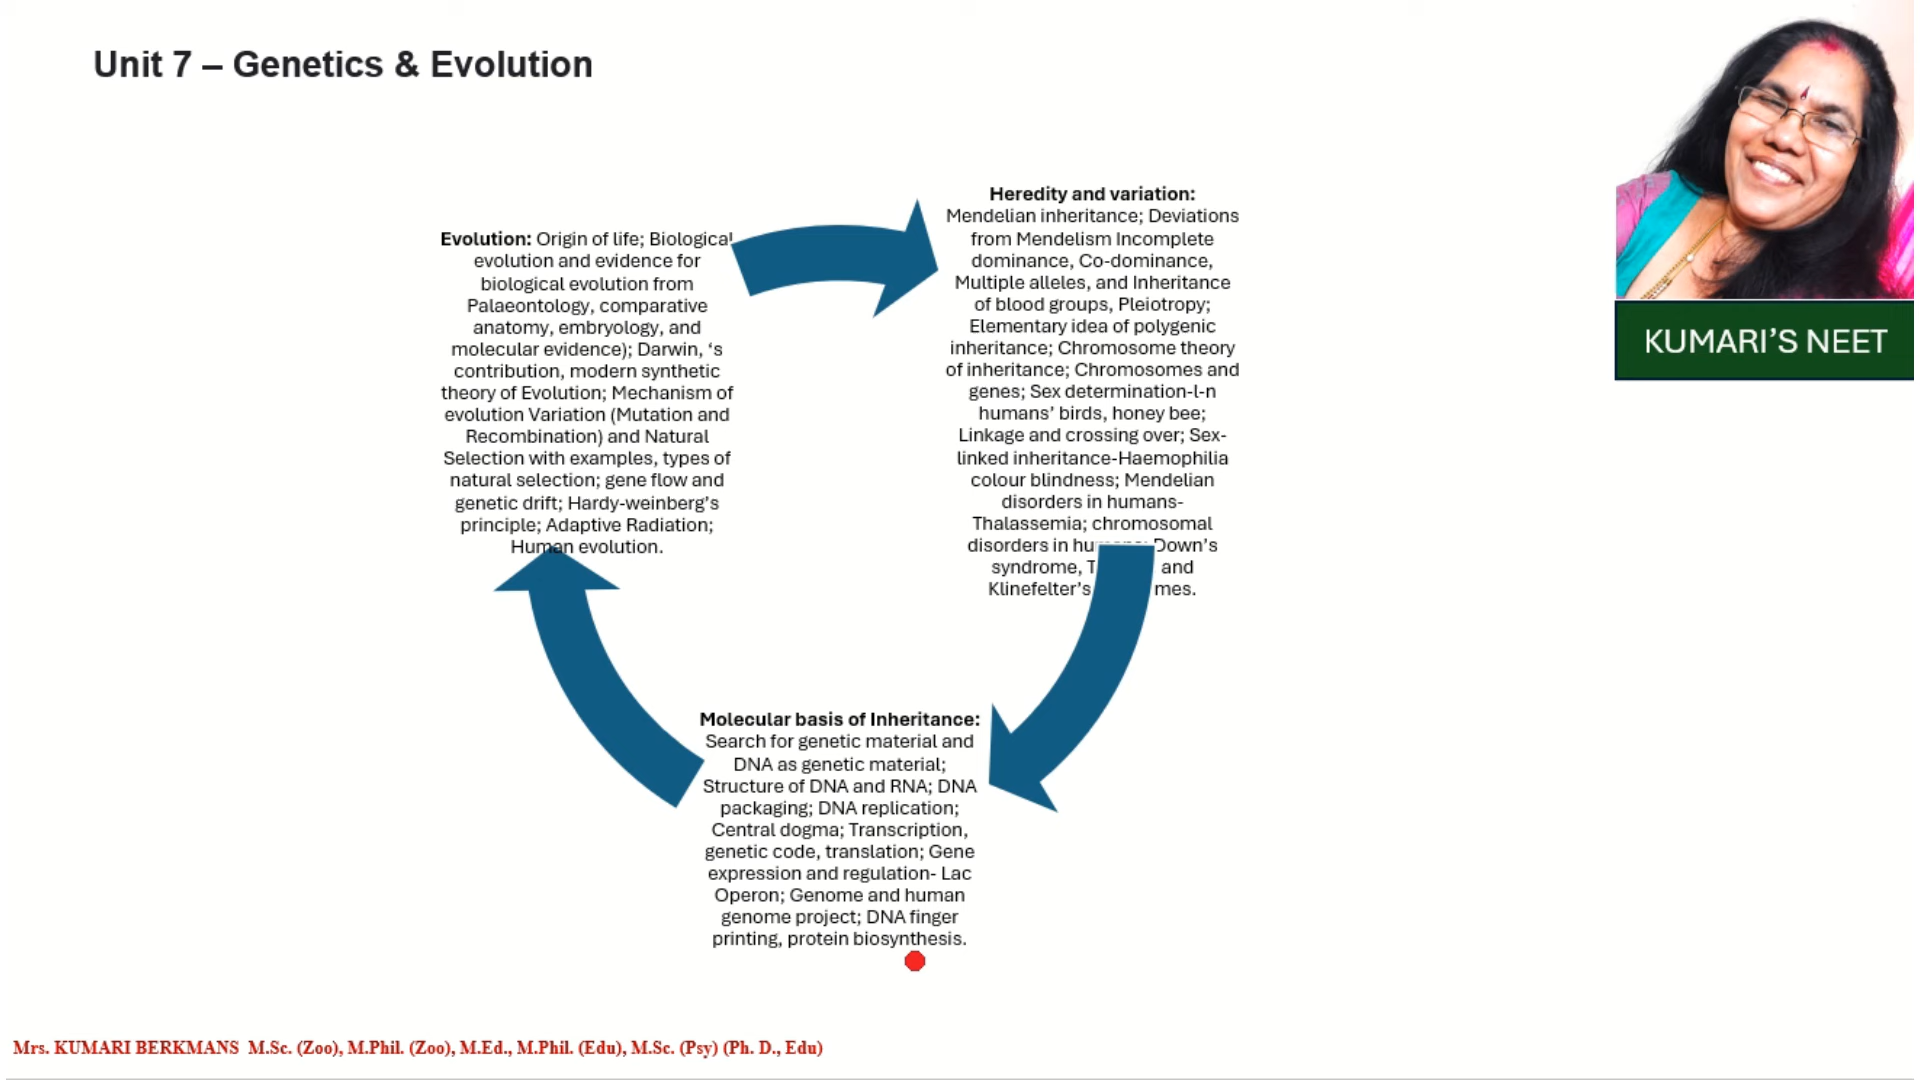 Unit 7 – Genetics & Evolution
Heredity and variation:
Mendelian inheritance; Deviations
from Mendelism Incomplete
dominance, Co-dominance,
Multiple alleles, and Inheritance
of blood groups, Pleiotropy;
Elementary idea of polygenic
inheritance; Chromosome theory
of inheritance; Chromosomes and
genes; Sex determination-l-n
humans’ birds, honey bee;
Linkage and crossing over; Sex-
linked inheritance-Haemophilia
colour blindness; Mendelian
disorders in humans-
Thalassemia; chromosomal
disorders in Down’s
syndrome, and
Klinefelter’s
Evolution: Origin of life; Biological
evolution and evidence for
biological evolution from
Palaeontology, comparative
anatomy, embryology, and
molecular evidence); Darwin, ‘s
contribution, modern synthetic
theory of Evolution; Mechanism of
evolution Variation (Mutation and
Recombination) and Natural
Selection with examples, types of
natural selection; gene flow and
genetic drift; Hardy-weinberg’s
principle; Adaptive Radiation;
Human evolution.
Molecular basis of Inheritance:
Search for genetic material and
DNA as genetic material;
Structure of DNA and RNA; DNA
packaging; DNA replication;
Central dogma; Transcription,
genetic code, translation; Gene
expression and regulation- Lac
Operon; Genome and human
genome project; DNA finger
printing, protein biosynthesis.
KUMARI’S NEET
Mrs. KUMARI BERKMANS M.Sc. (Zoo), M.Phil. (Zoo), M.Ed., M.Phil. (Edu), M.Sc. (Psy) (Ph. D., Edu)